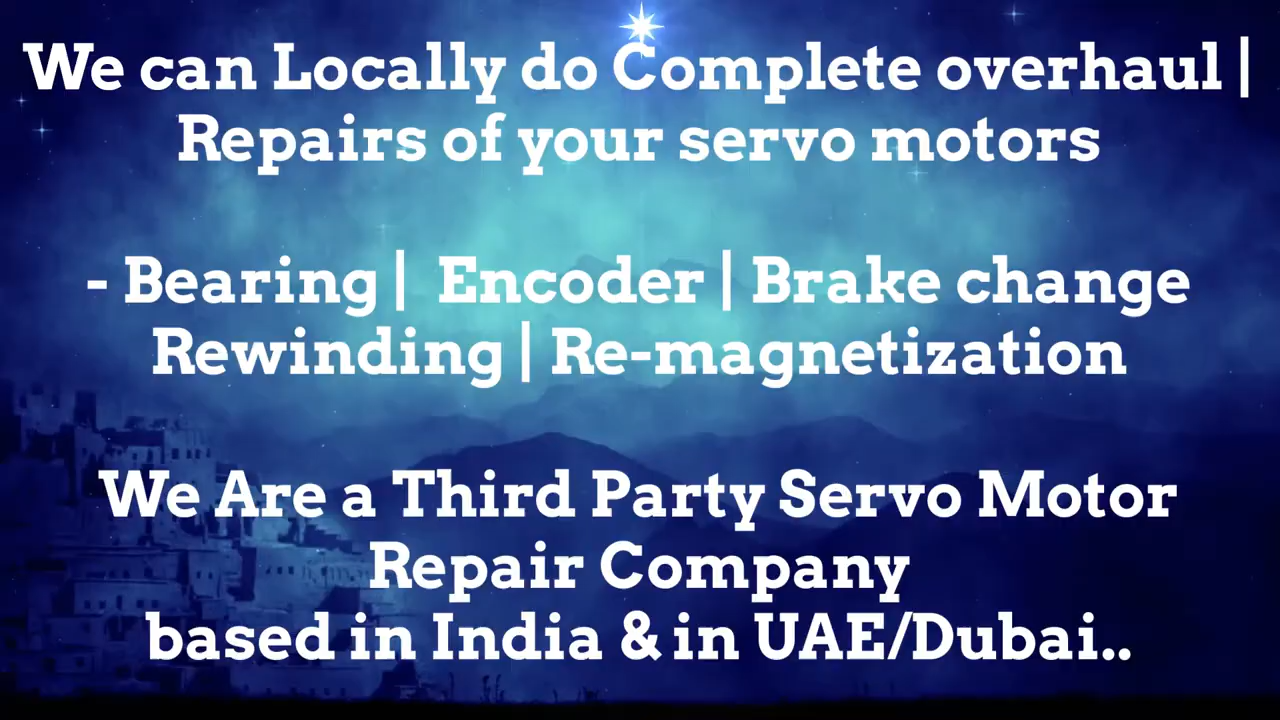 We can Locally do Complete overhaul |
Repairs of your servo motors
- Bearing | Encoder | Brake change
Rewinding | Re-magnetization
We Are a Third Party Servo Motor
Repair Company
based in India & in UAE/Dubai..